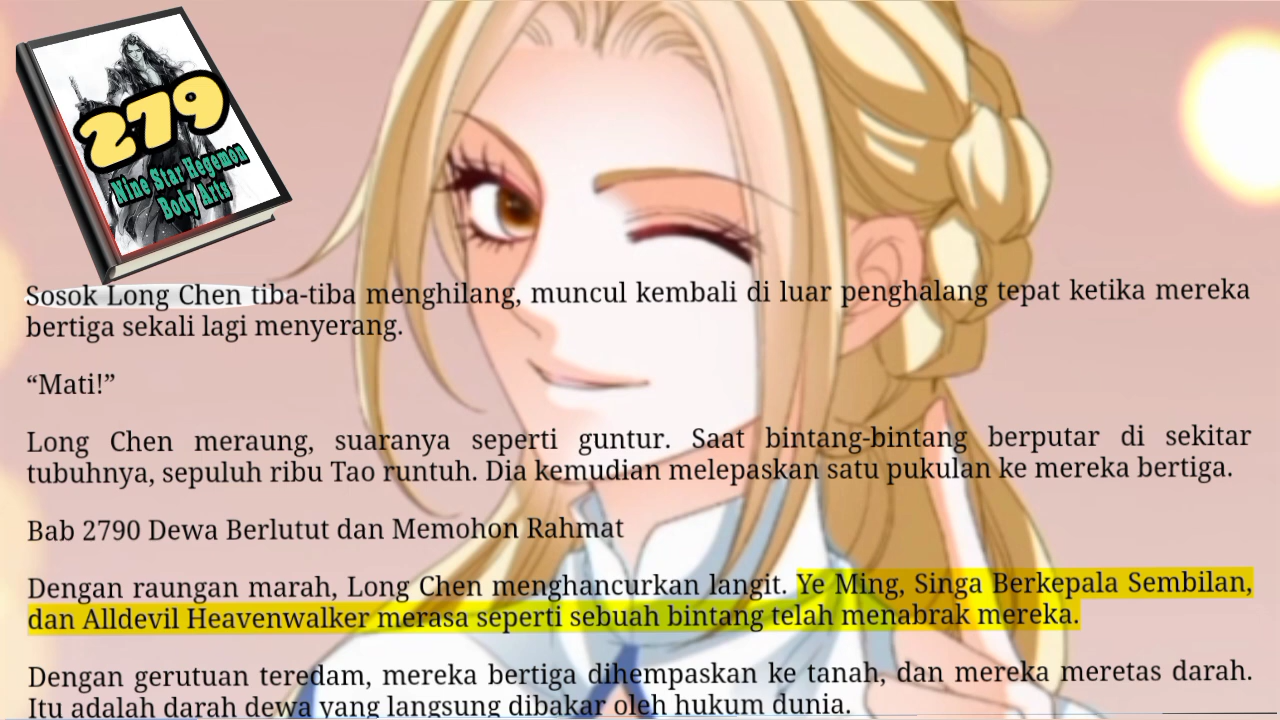 279
Nine Star Hegemon
Body Arts
Sosok Long Chen tiba-tiba menghilang, muncul kembali di luar penghalang tepat ketika mereka
bertiga sekali lagi menyerang.
“Mati!”
Long Chen meraung, suaranya seperti guntur. Saat bintang-bintang berputar di sekitar
tubuhnya, sepuluh ribu Tao runtuh. Dia kemudian melepaskan satu pukulan ke mereka bertiga.
Bab 2790 Dewa Berlutut dan Memohon Rahmat
Dengan raungan marah, Long Chen menghancurkan langit. Ye Ming, Singa Berkepala Sembilan,
dan Alldevil Heavenwalker merasa seperti sebuah bintang telah menabrak mereka.
Dengan gerutuan teredam, mereka bertiga dihempaskan ke tanah, dan mereka meretas darah.
Itu adalah darah dewa yang langsung dibakar oleh hukum dunia.